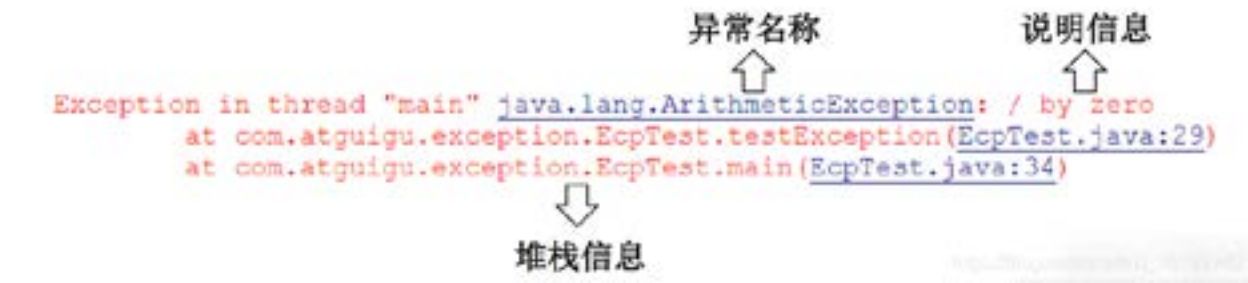 异常名称 说明信息
Exception in thread "main" java.lang.ArithmeticException: / by zero
at com.atguigu.exception.EcpTest.testException(EcpTest.java:29)
at com.atguigu.exception.EcpTest.main(EcpTest.java:34)
堆栈信息